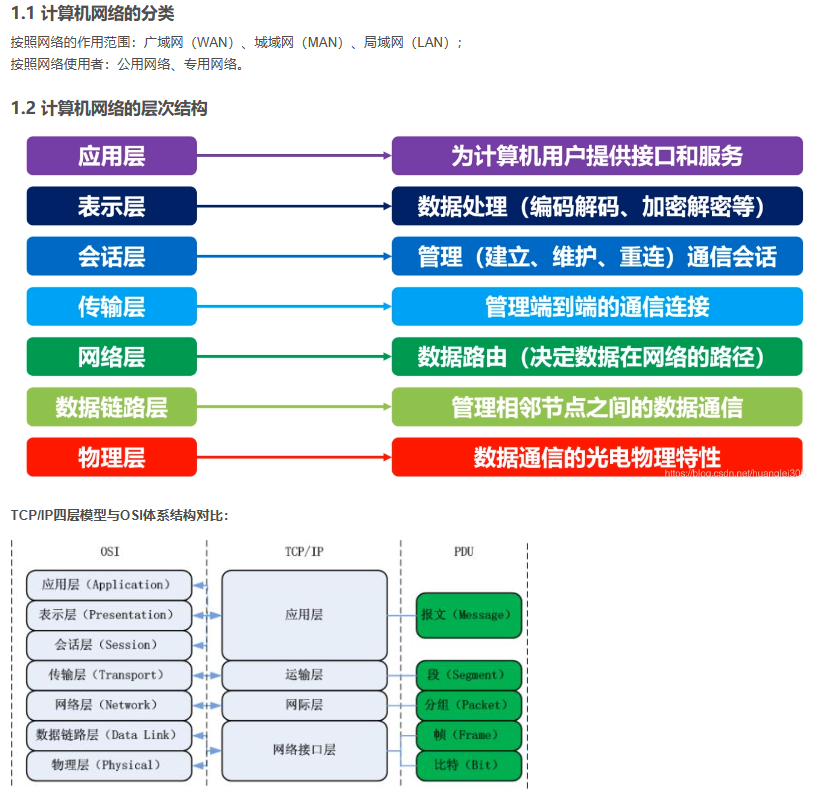 1.1 计算机网络的分类
按照网络的作用范围：广域网（WAN）、城域网（MAN）、局域网（LAN）；
按照网络使用者：公用网络、专用网络。
1.2 计算机网络的层次结构
应用层 为计算机用户提供接口和服务
表示层 数据处理（编码解码、加密解密等）
会话层 管理（建立、维护、重连）通信会话
传输层 管理端到端的通信连接
网络层 数据路由（决定数据在网络的路径）
数据链路层 管理相邻节点之间的数据通信
物理层 数据通信的光电物理特性
TCP/IP四层模型与OSI体系结构对比：
OSI TCP/IP PDU
应用层（Application）
表示层（Presentation） 应用层 报文（Message）
会话层（Session）
传输层（Transport） 运输层 段（Segment）
网络层（Network） 网际层 分组（Packet）
数据链路层（Data Link） 帧（Frame）
网络接口层
物理层（Physical） 比特（Bit）